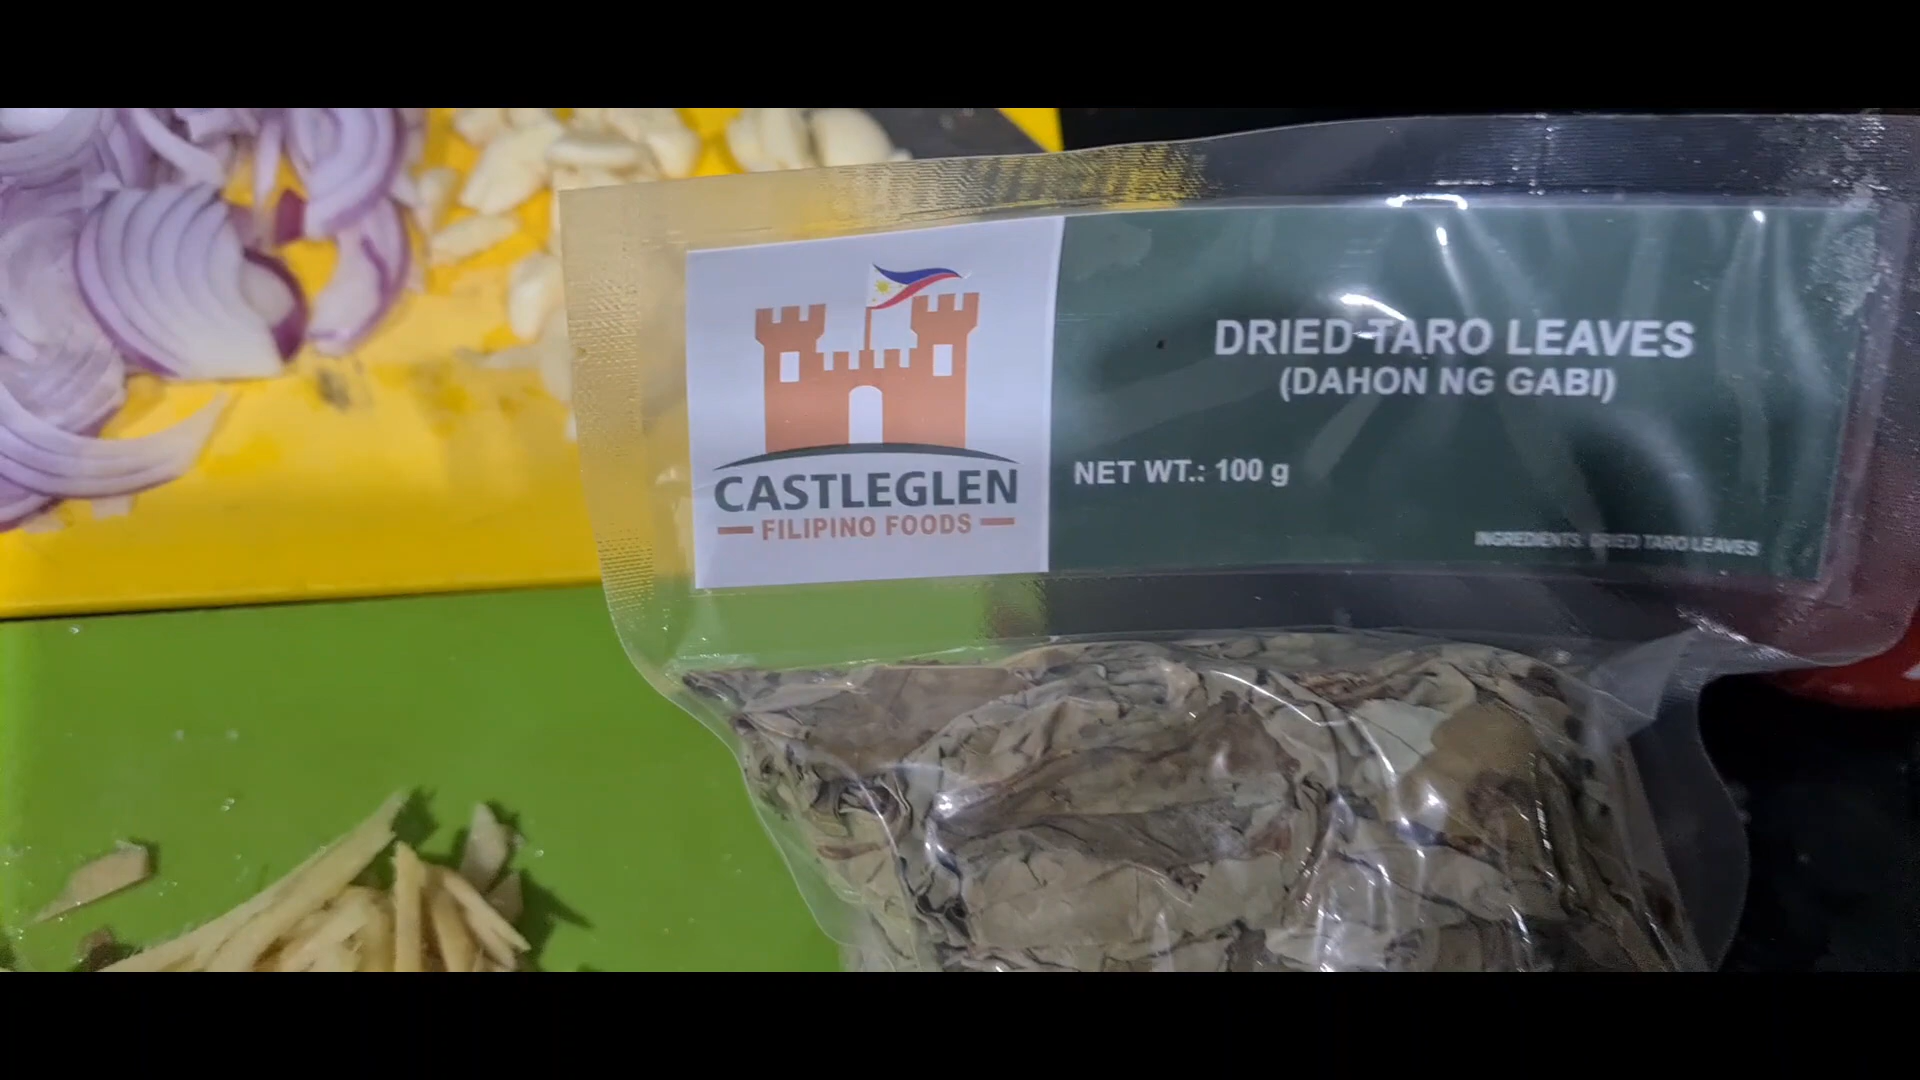 DRIED TARO LEAVES
(DAHON NG GABI)
NET WT.: 100 g
INGREDIENTS: DRIED TARO LEAVES
CASTLEGLEN
FILIPINO FOODS